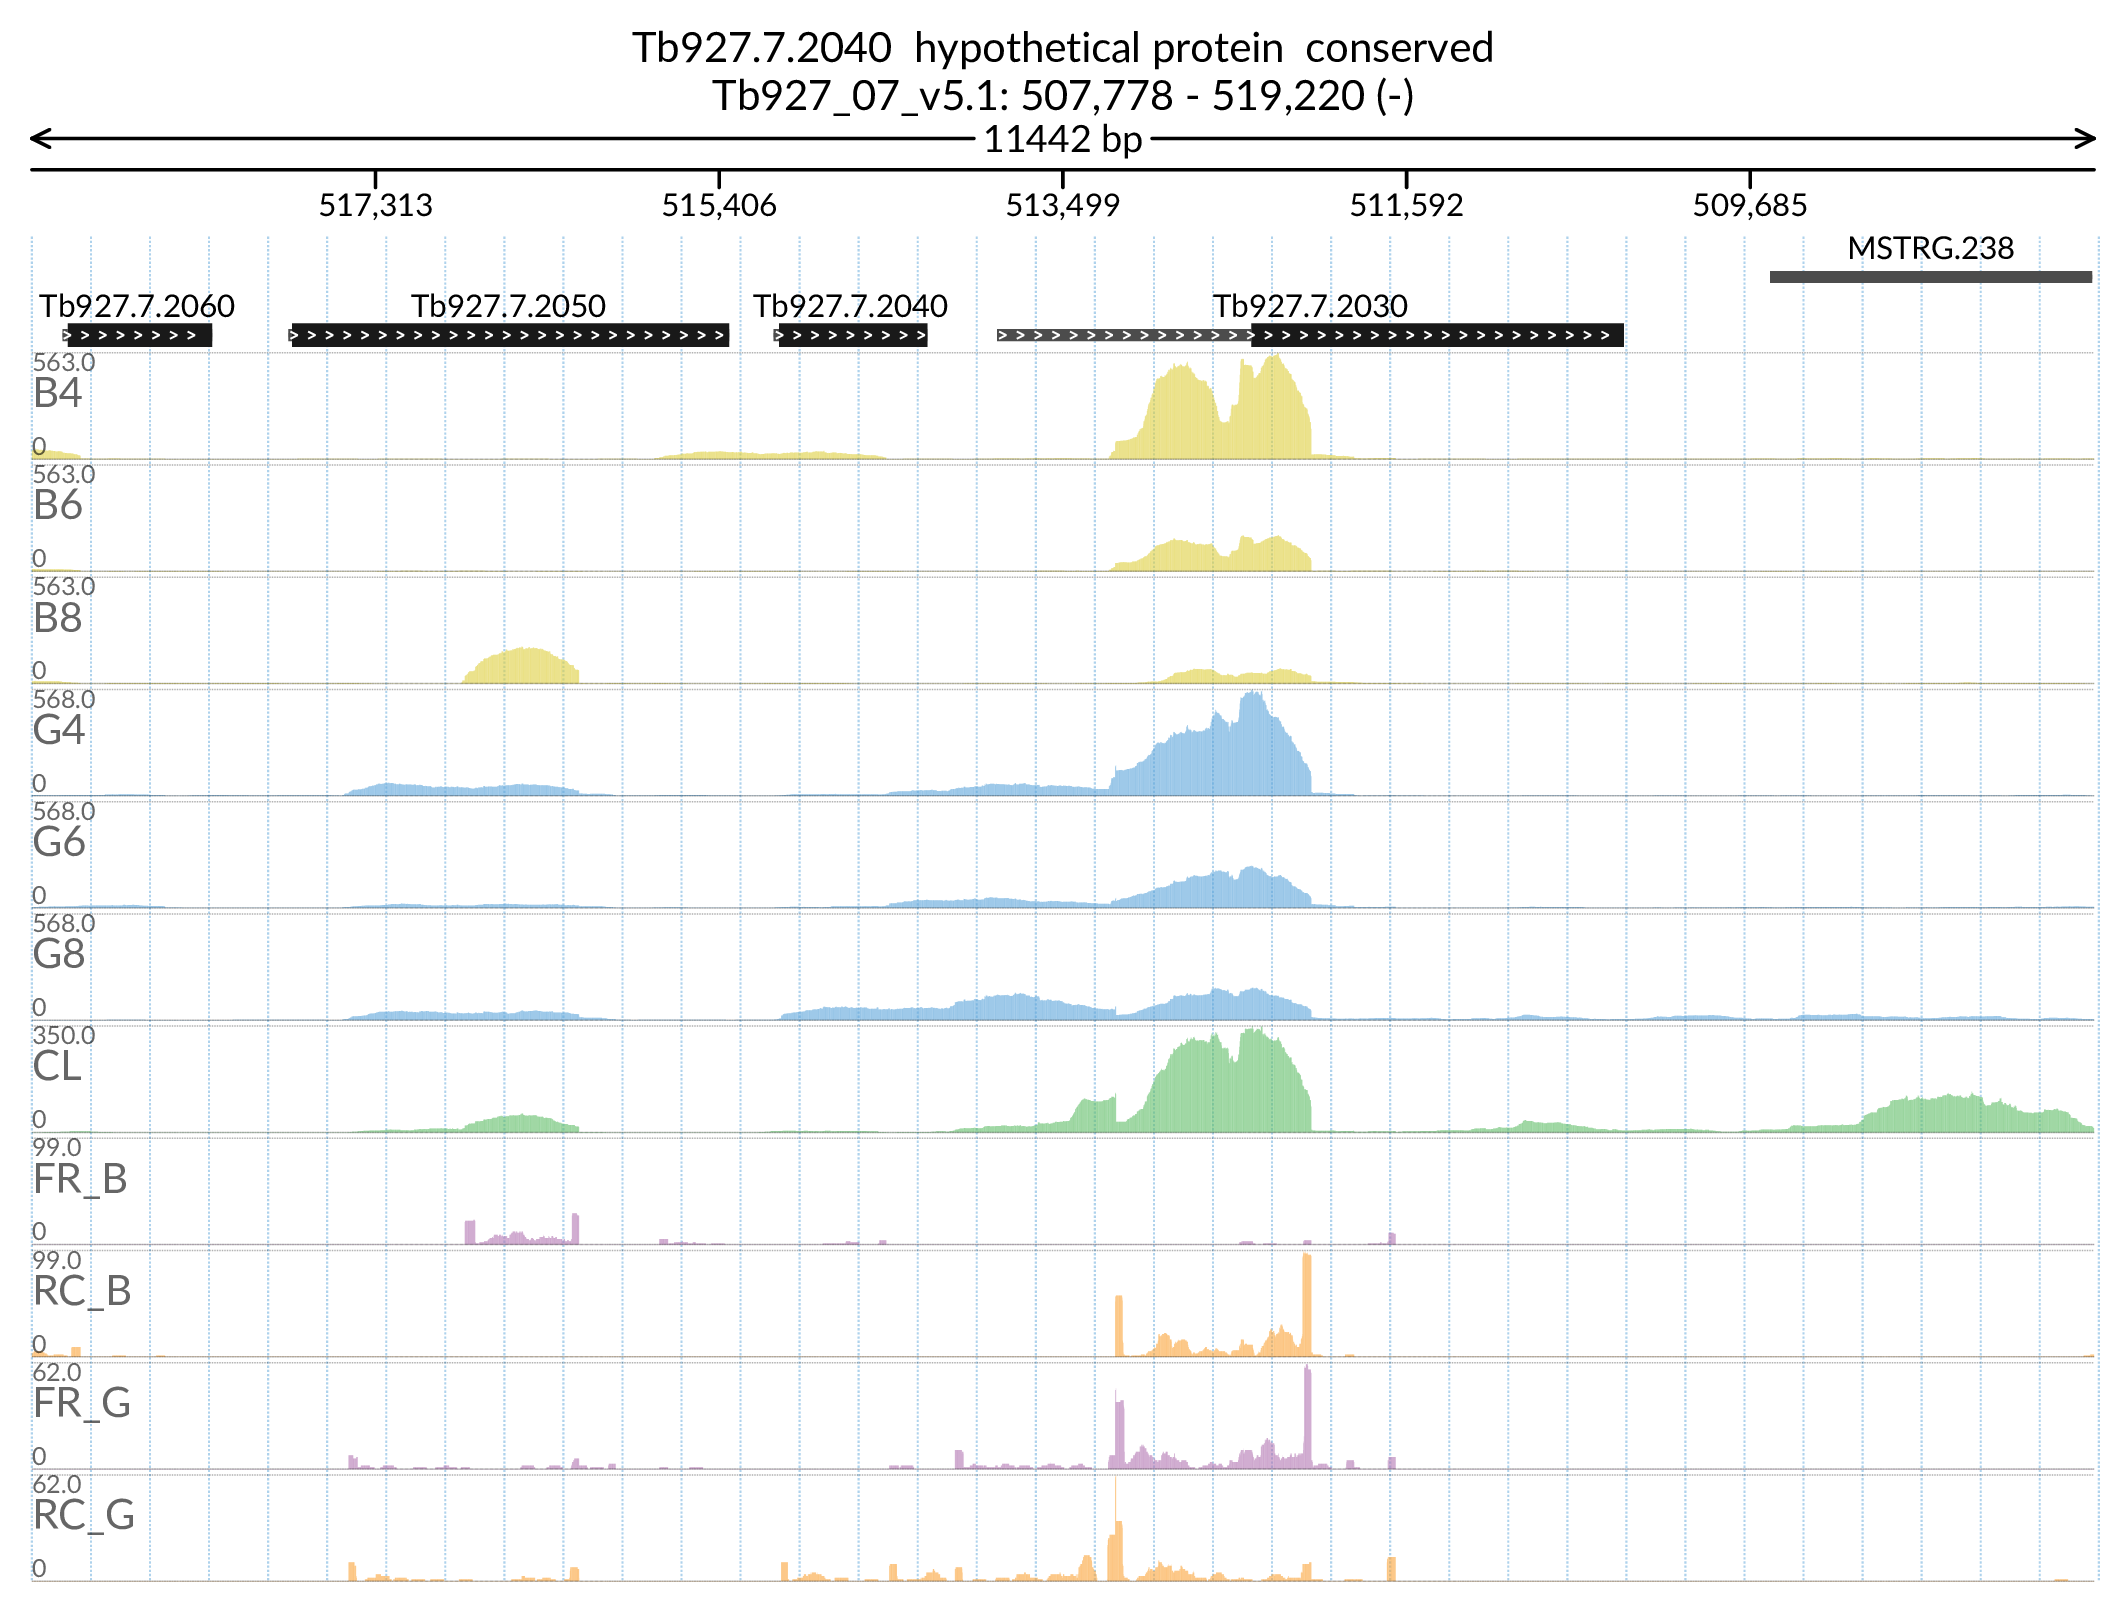 Tb927.7.2040 hypothetical protein conserved
Tb927_07_v5.1: 507,778 - 519,220 (-)
11442 bp
517,313 515,406 513,499 511,592 509,685
MSTRG.238
Tb927.7.2060 Tb927.7.2050 Tb927.7.2040 Tb927.7.2030
563.0
B4
0
563.0
B6
0
563.0
B8
0
568.0
G4
0
568.0
G6
0
568.0
G8
0
350.0
CL
0
99.0
FR_B
0
99.0
RC_B
0
62.0
FR_G
0
62.0
RC_G
0